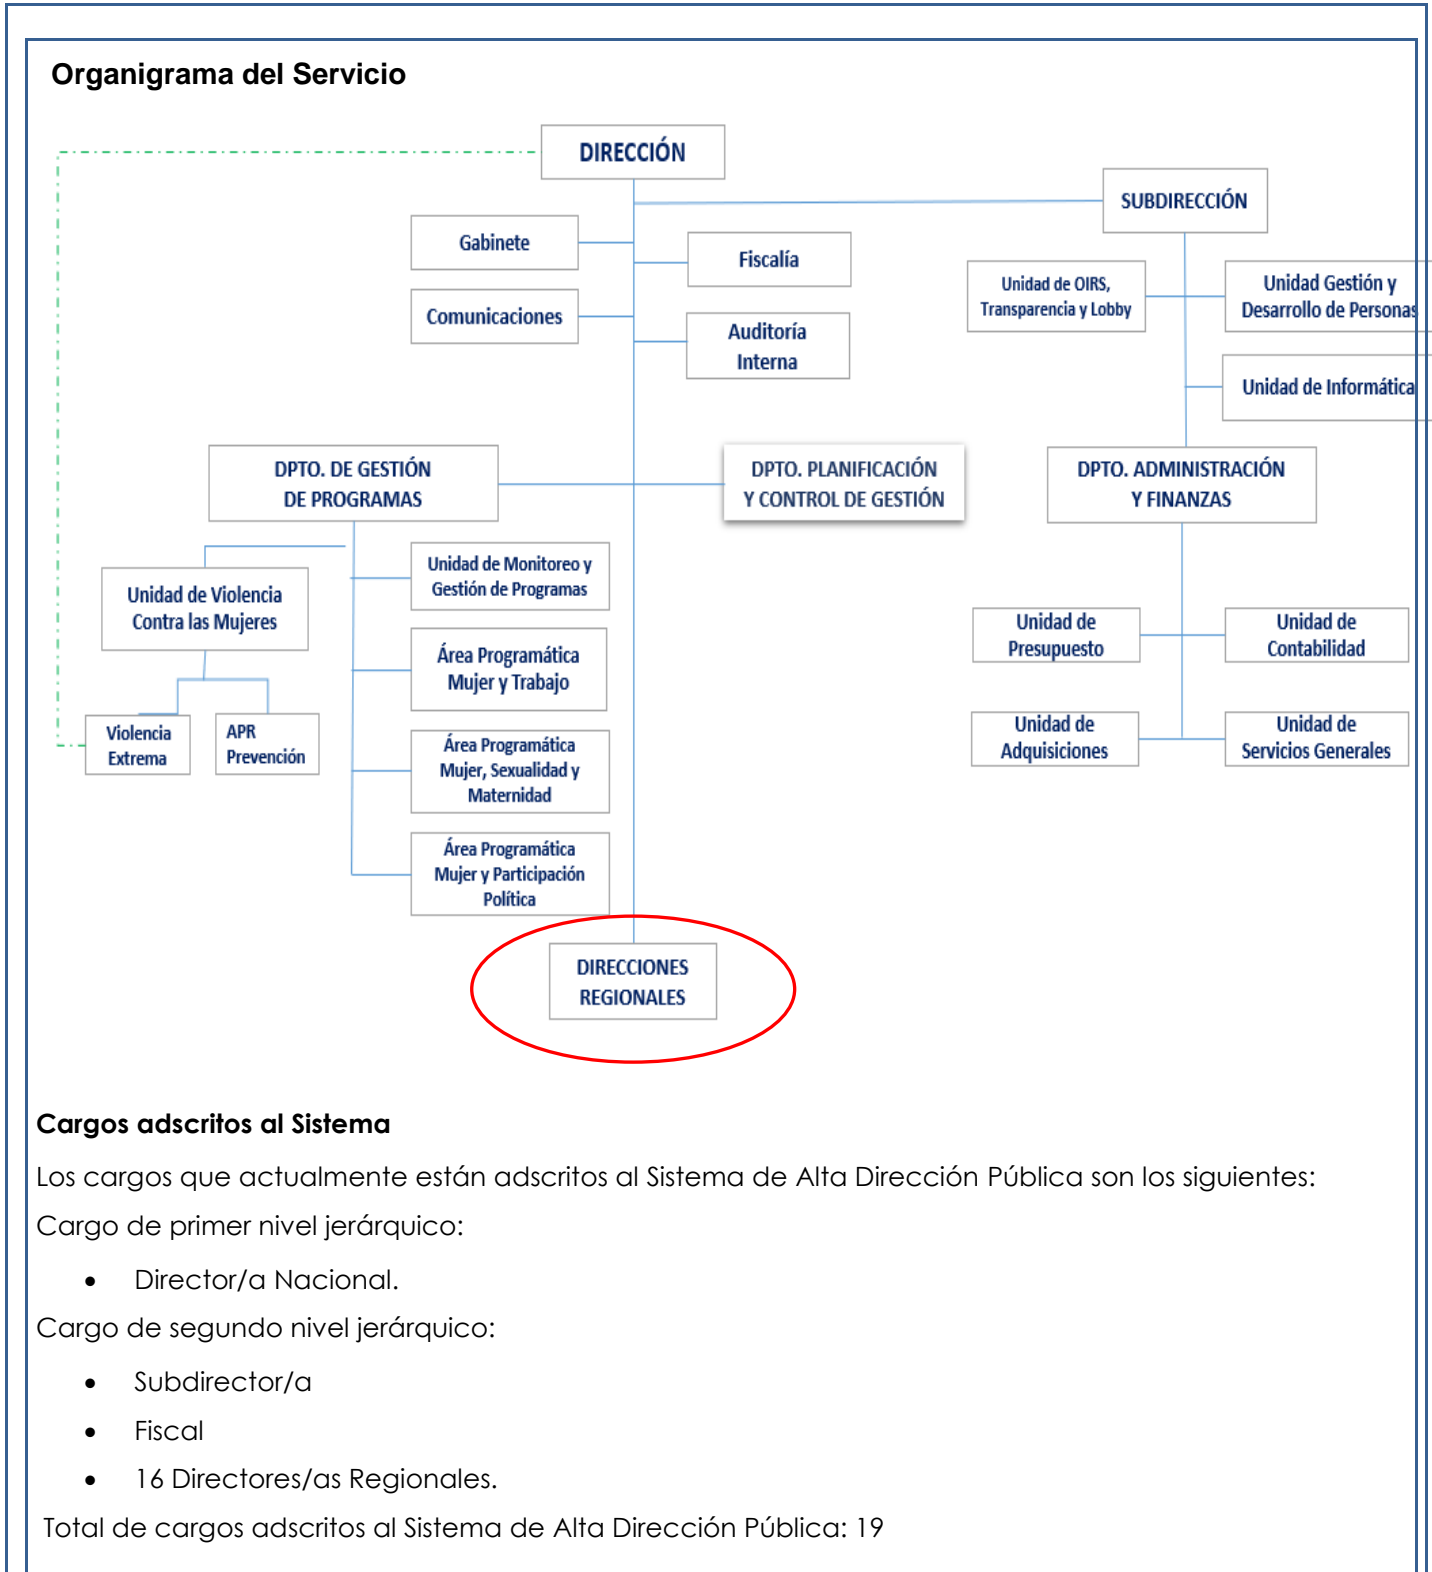 Organigrama del Servicio
DIRECCIÓN
SUBDIRECCIÓN
Gabinete
Fiscalía
Comunicaciones
Auditoría
Interna
Unidad de OIRS,
Transparencia y Lobby
Unidad Gestión y
Desarrollo de Personas
Unidad de Informática
DPTO. DE GESTIÓN
DE PROGRAMAS
DPTO. PLANIFICACIÓN
Y CONTROL DE GESTIÓN
DPTO. ADMINISTRACIÓN
Y FINANZAS
Unidad de Violencia
Contra las Mujeres
Unidad de Monitoreo y
Gestión de Programas
Área Programática
Mujer y Trabajo
Violencia
Extrema
APR
Prevención
Área Programática
Mujer, Sexualidad y
Maternidad
Área Programática
Mujer y Participación
Política
Unidad de
Presupuesto
Unidad de
Contabilidad
Unidad de
Adquisiciones
Unidad de
Servicios Generales
DIRECCIONES
REGIONALES
Cargos adscritos al Sistema
Los cargos que actualmente están adscritos al Sistema de Alta Dirección Pública son los siguientes:
Cargo de primer nivel jerárquico:
• Director/a Nacional.
Cargo de segundo nivel jerárquico:
• Subdirector/a
• Fiscal
• 16 Directores/as Regionales.
Total de cargos adscritos al Sistema de Alta Dirección Pública: 19